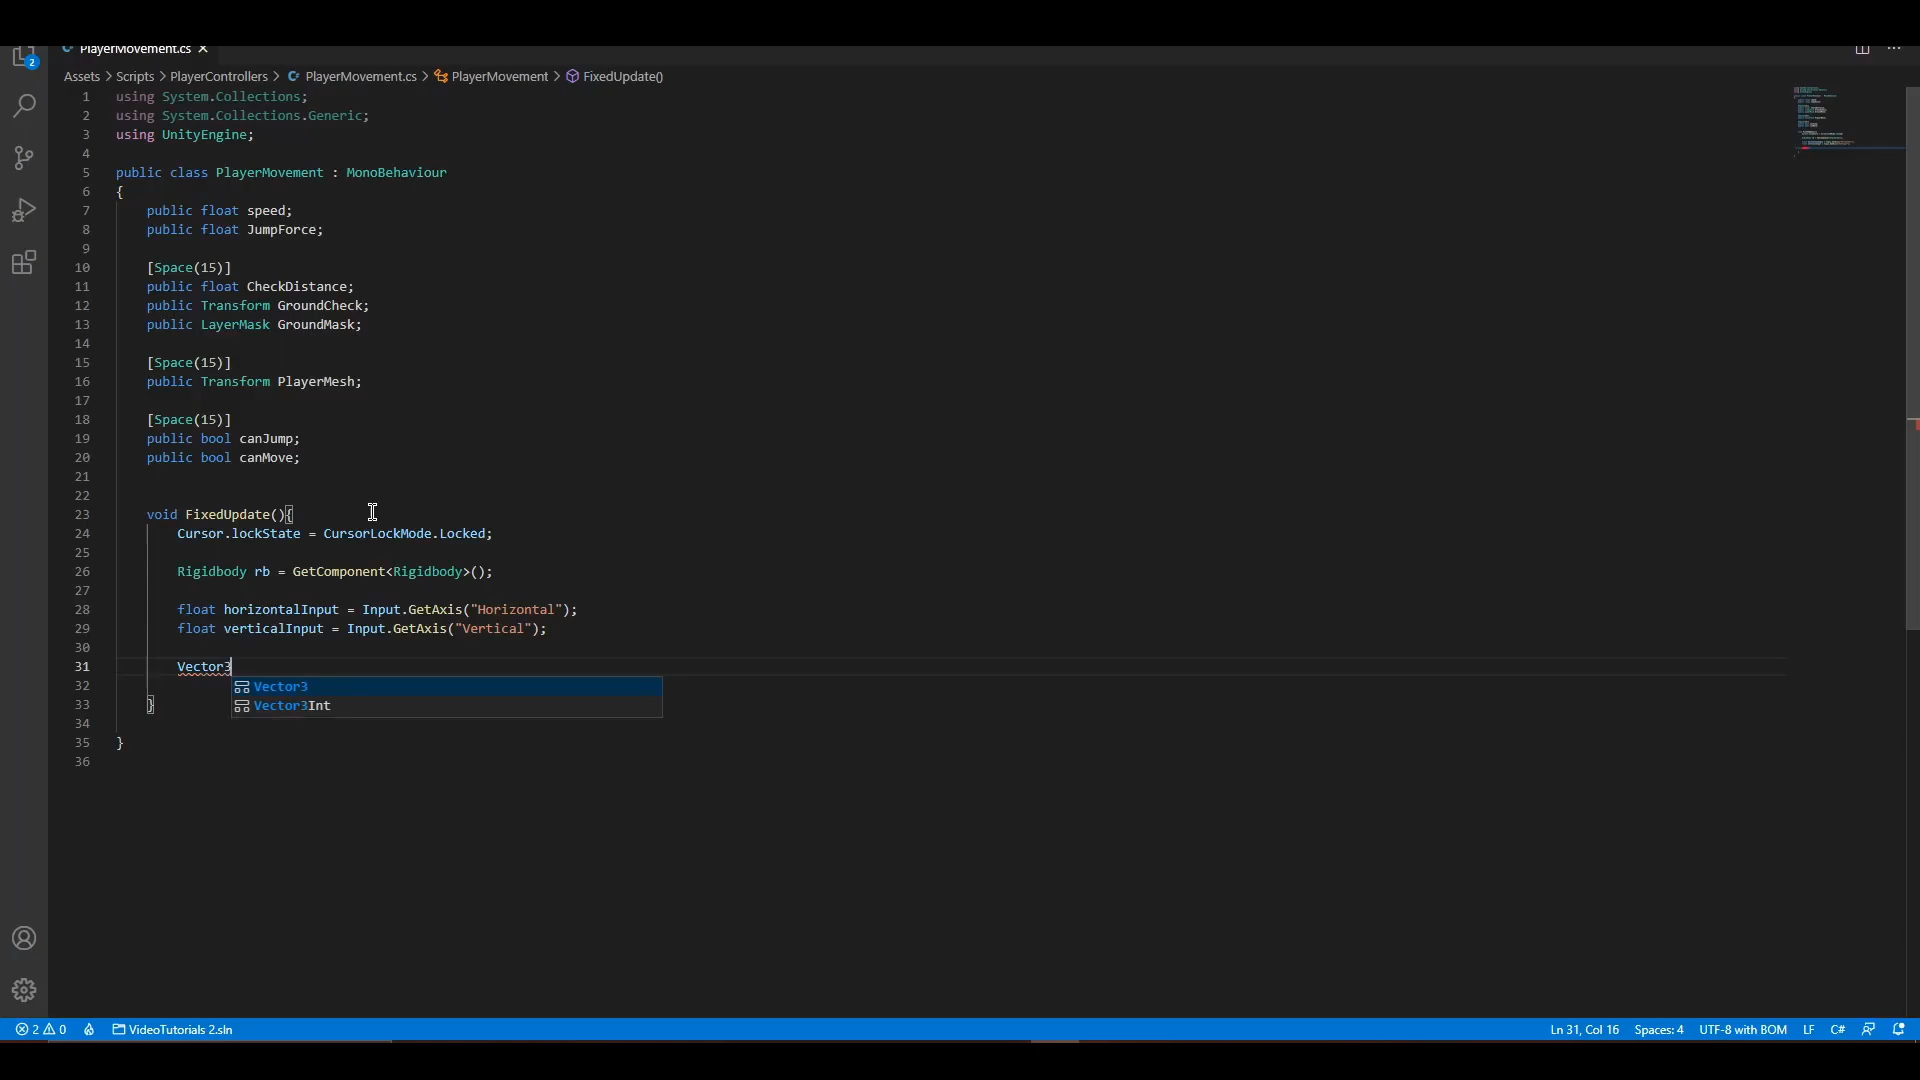 PlayerMovement.cs
2
Assets > Scripts > PlayerControllers > PlayerMovement.cs > PlayerMovement > FixedUpdate()
1 using System.Collections;
2 using System.Collections.Generic;
3 using UnityEngine;
4
5 public class PlayerMovement : MonoBehaviour
6 {
7 public float speed;
8 public float JumpForce;
9
10 [Space(15)]
11 public float CheckDistance;
12 public Transform GroundCheck;
13 public LayerMask GroundMask;
14
15 [Space(15)]
16 public Transform PlayerMesh;
17
18 [Space(15)]
19 public bool canJump;
20 public bool canMove;
21
22
23 void FixedUpdate(){
24 Cursor.lockState = CursorLockMode.Locked;
25
26 Rigidbody rb = GetComponent<Rigidbody>();
27
28 float horizontalInput = Input.GetAxis("Horizontal");
29 float verticalInput = Input.GetAxis("Vertical");
30
31 Vector3
32 Vector3
33 } Vector3Int
34
35 }
36
2 0 VideoTutorials 2.sln Ln 31, Col 16 Spaces: 4 UTF-8 with BOM LF C#